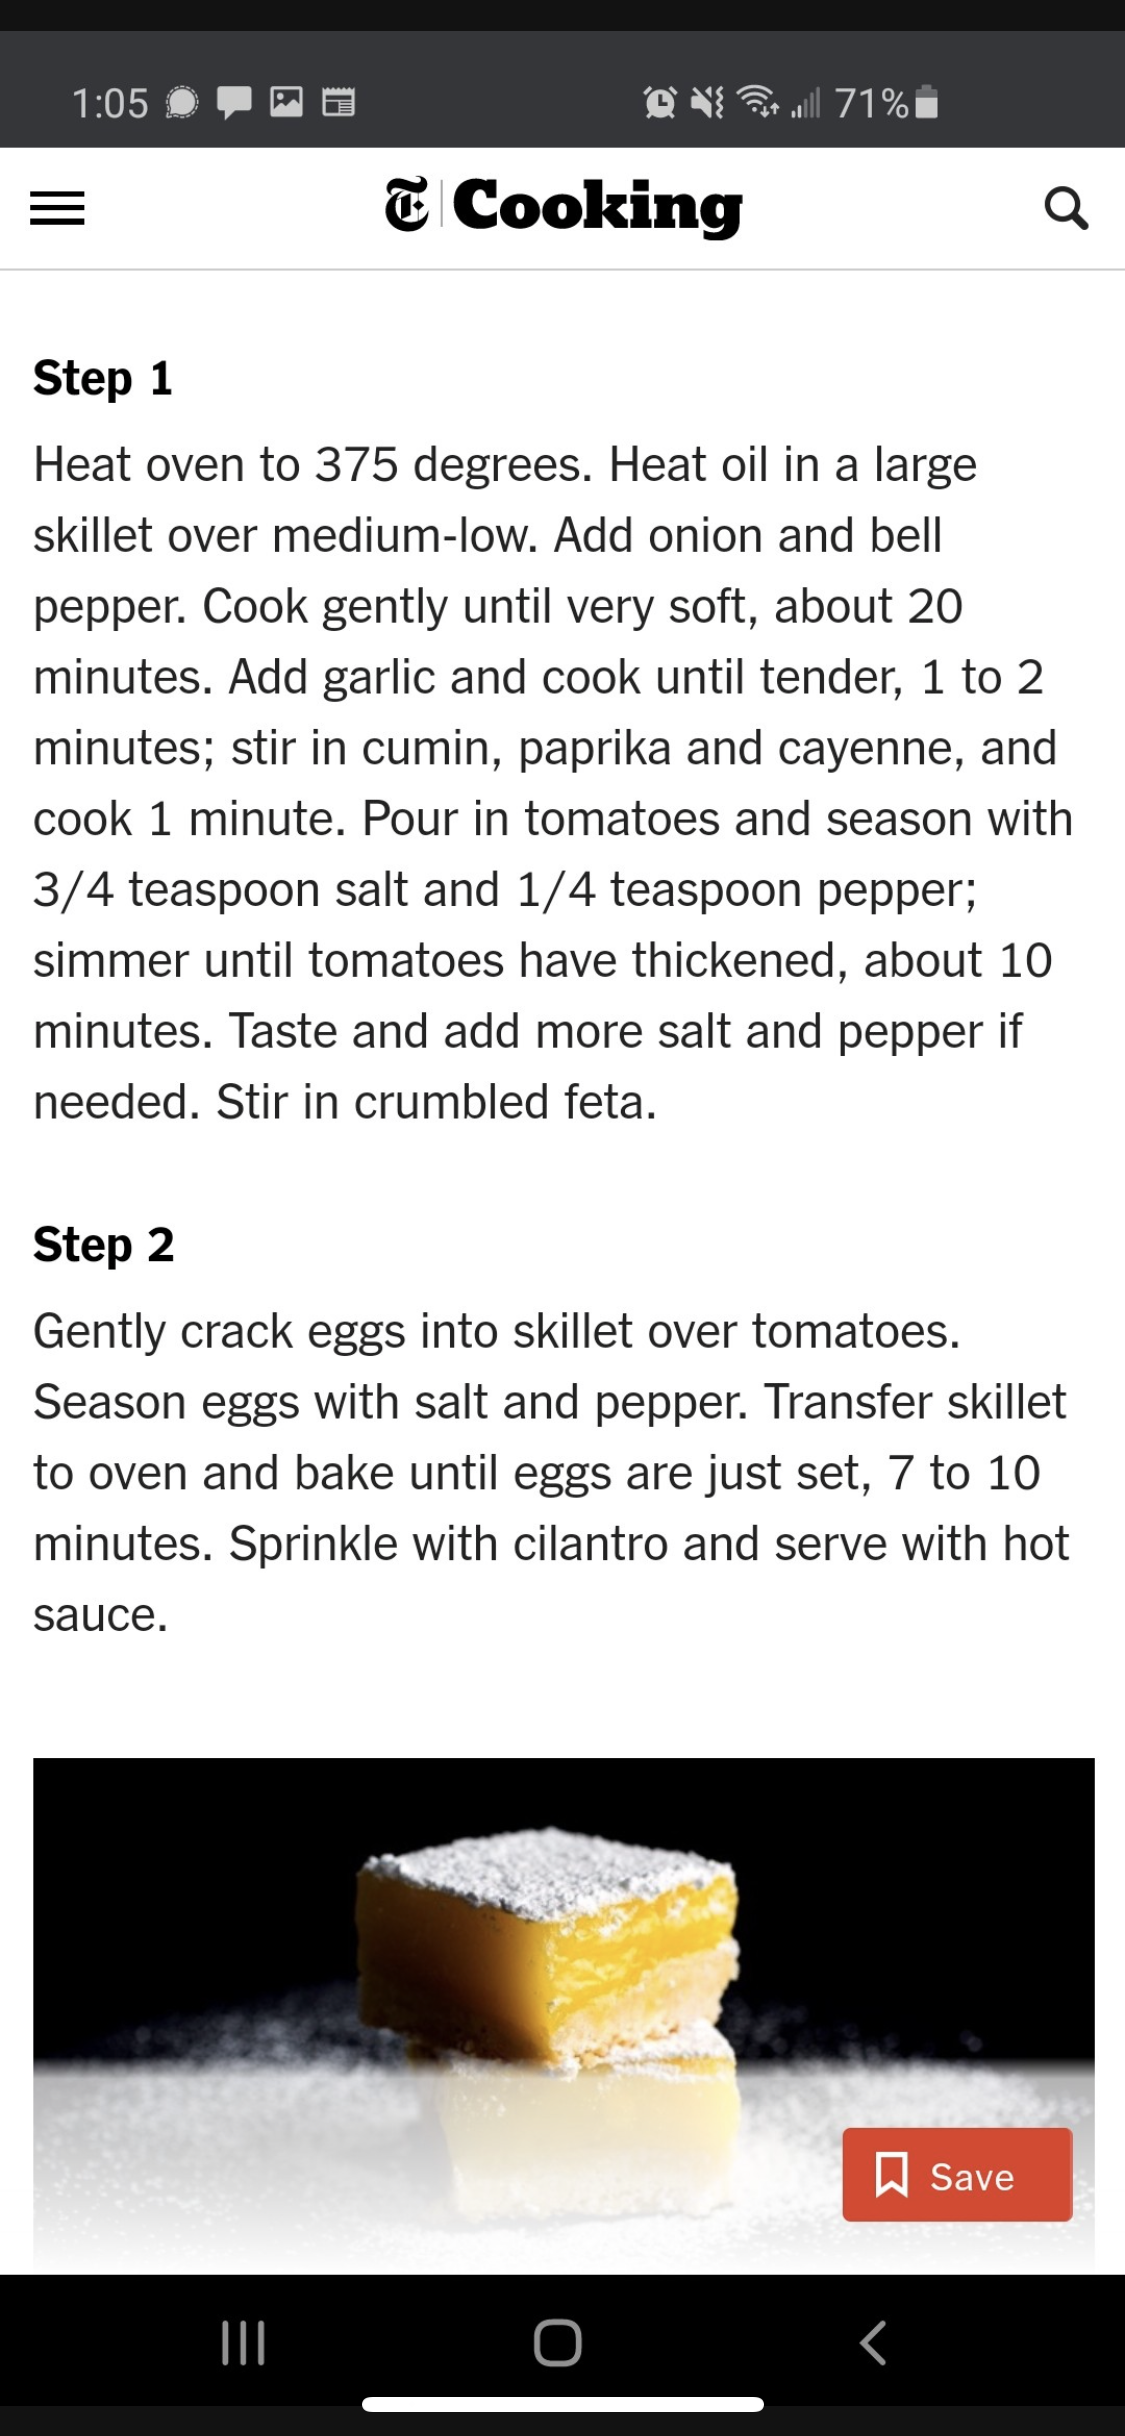 1:05 71%
T Cooking
Step 1
Heat oven to 375 degrees. Heat oil in a large
skillet over medium-low. Add onion and bell
pepper. Cook gently until very soft, about 20
minutes. Add garlic and cook until tender, 1 to 2
minutes; stir in cumin, paprika and cayenne, and
cook 1 minute. Pour in tomatoes and season with
3/4 teaspoon salt and 1/4 teaspoon pepper;
simmer until tomatoes have thickened, about 10
minutes. Taste and add more salt and pepper if
needed. Stir in crumbled feta.
Step 2
Gently crack eggs into skillet over tomatoes.
Season eggs with salt and pepper. Transfer skillet
to oven and bake until eggs are just set, 7 to 10
minutes. Sprinkle with cilantro and serve with hot
sauce.
Save